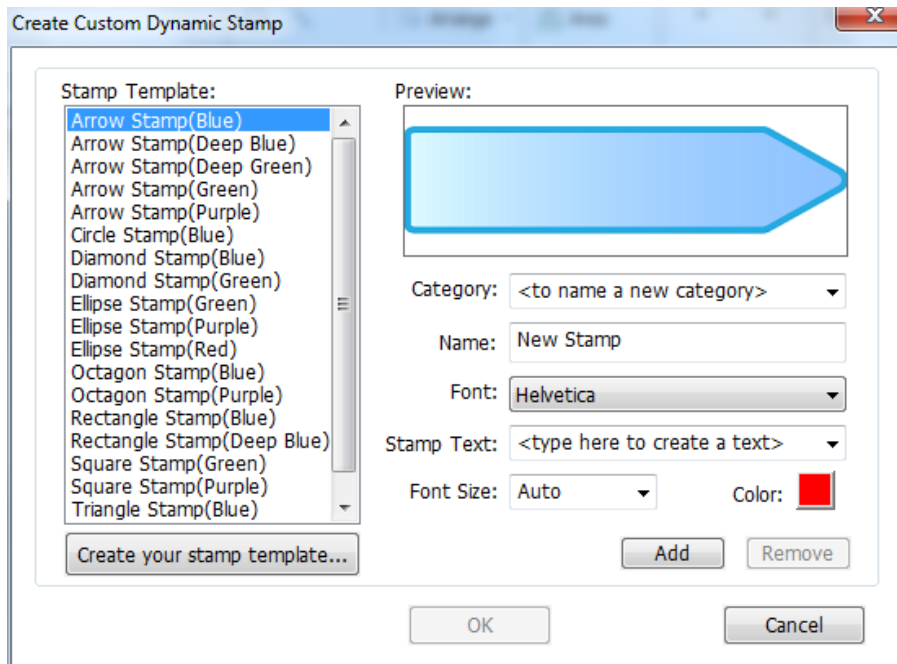 Create Custom Dynamic Stamp
Stamp Template:
Arrow Stamp(Blue)
Arrow Stamp(Deep Blue)
Arrow Stamp(Deep Green)
Arrow Stamp(Green)
Arrow Stamp(Purple)
Circle Stamp(Blue)
Diamond Stamp(Blue)
Diamond Stamp(Green)
Ellipse Stamp(Green)
Ellipse Stamp(Purple)
Ellipse Stamp(Red)
Octagon Stamp(Blue)
Octagon Stamp(Purple)
Rectangle Stamp(Blue)
Rectangle Stamp(Deep Blue)
Square Stamp(Green)
Square Stamp(Purple)
Triangle Stamp(Blue)
Create your stamp template...
Preview:
Category: <to name a new category>
Name: New Stamp
Font: Helvetica
Stamp Text: <type here to create a text>
Font Size: Auto Color:
Add Remove
OK Cancel